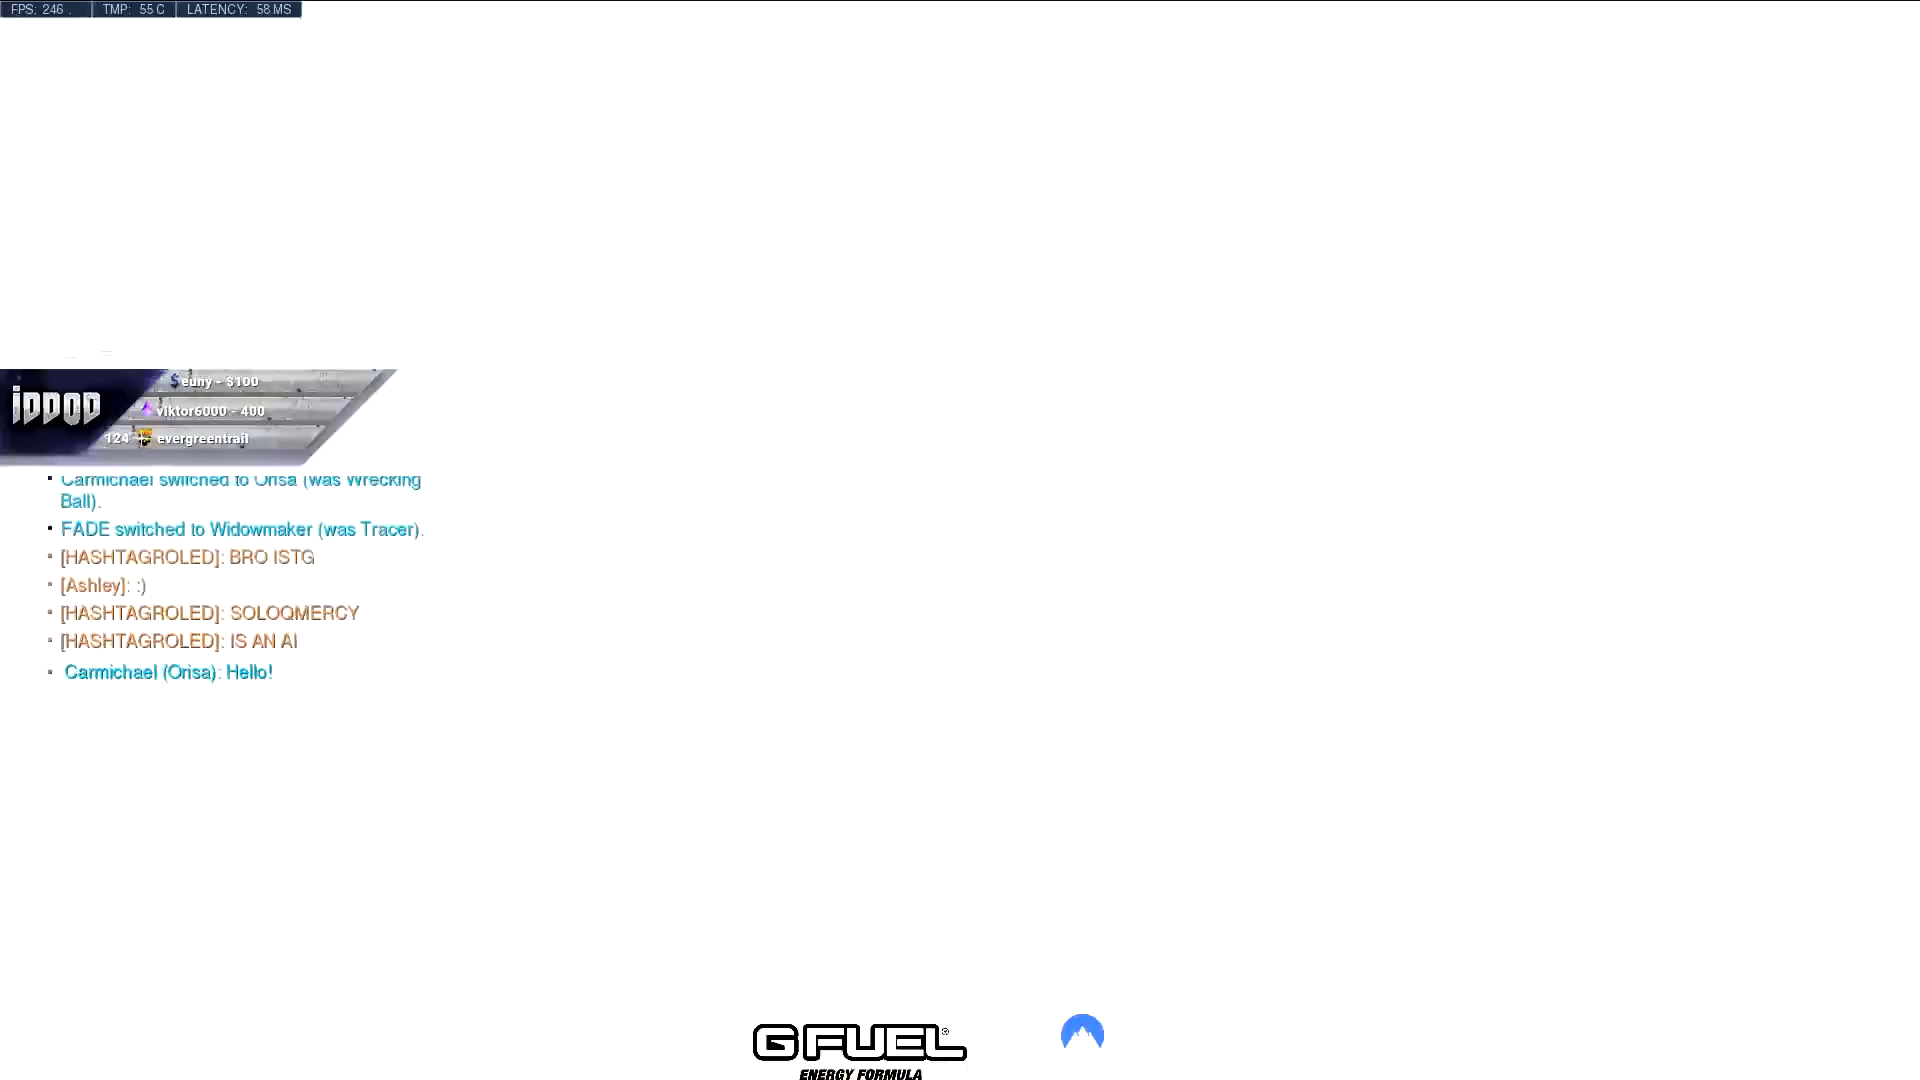 FPS: 246 TMP: 55 C LATENCY: 58 MS
iDDQD
euny - $100
viktor6000 - 400
124 evergreentrail
Carmichael switched to Orisa (was Wrecking
Ball).
FADE switched to Widowmaker (was Tracer).
[HASHTAGROLED]: BRO ISTG
[Ashley]: :)
[HASHTAGROLED]: SOLOQMERCY
[HASHTAGROLED]: IS AN AI
Carmichael (Orisa): Hello!
G FUEL®
ENERGY FORMULA